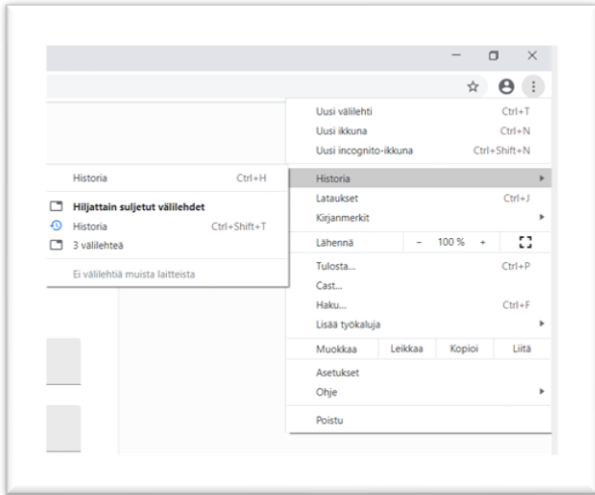 Uusi välilehti Ctrl+T
Uusi ikkuna Ctrl+N
Uusi incognito-ikkuna Ctrl+Shift+N
Historia
Lataukset Ctrl+J
Kirjanmerkit
Lähennä - 100 % +
Tulosta... Ctrl+P
Cast...
Haku... Ctrl+F
Lisää työkaluja
Muokkaa Leikkaa Kopioi Liitä
Asetukset
Ohje
Poistu
Historia Ctrl+H
Hiljattain suljetut välilehdet
Historia Ctrl+Shift+T
3 välilehteä
Ei välilehtiä muista laitteista